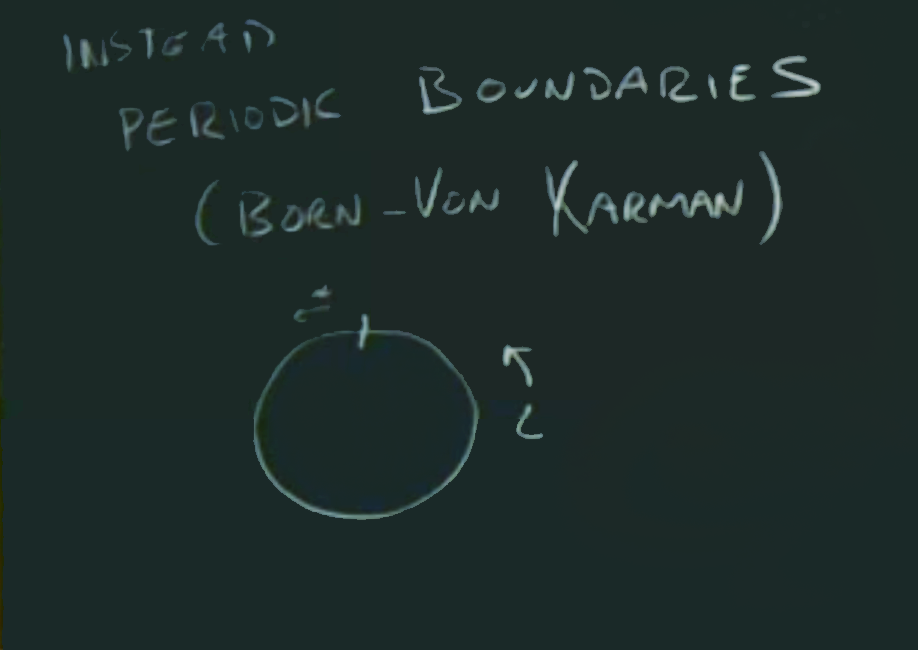 INSTEAD
PERIODIC BOUNDARIES
(BORN-VON KARMAN)
L